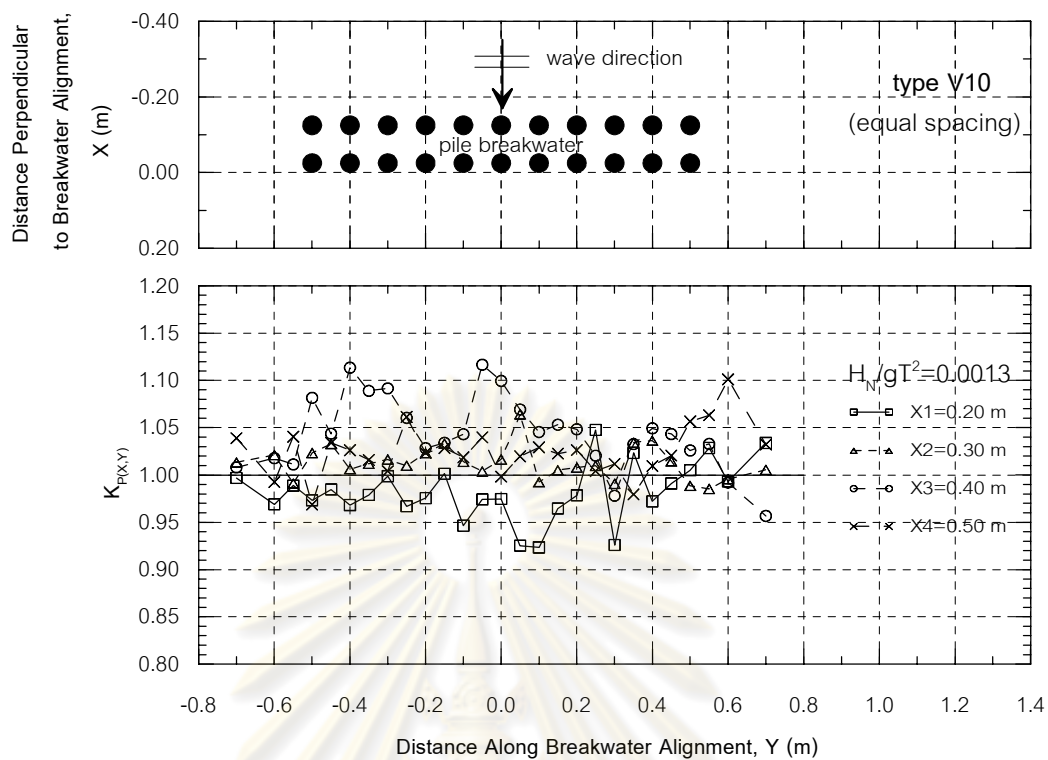 Distance Perpendicular
to Breakwater Alignment,
X (m)
-0.40
-0.20
0.00
0.20
wave direction
pile breakwater
type V10
(equal spacing)
K_P(X,Y)
1.20
1.15
1.10
1.05
1.00
0.95
0.90
0.85
0.80
H_N/gT²=0.0013
X1=0.20 m
X2=0.30 m
X3=0.40 m
X4=0.50 m
-0.8 -0.6 -0.4 -0.2 0.0 0.2 0.4 0.6 0.8 1.0 1.2 1.4
Distance Along Breakwater Alignment, Y (m)